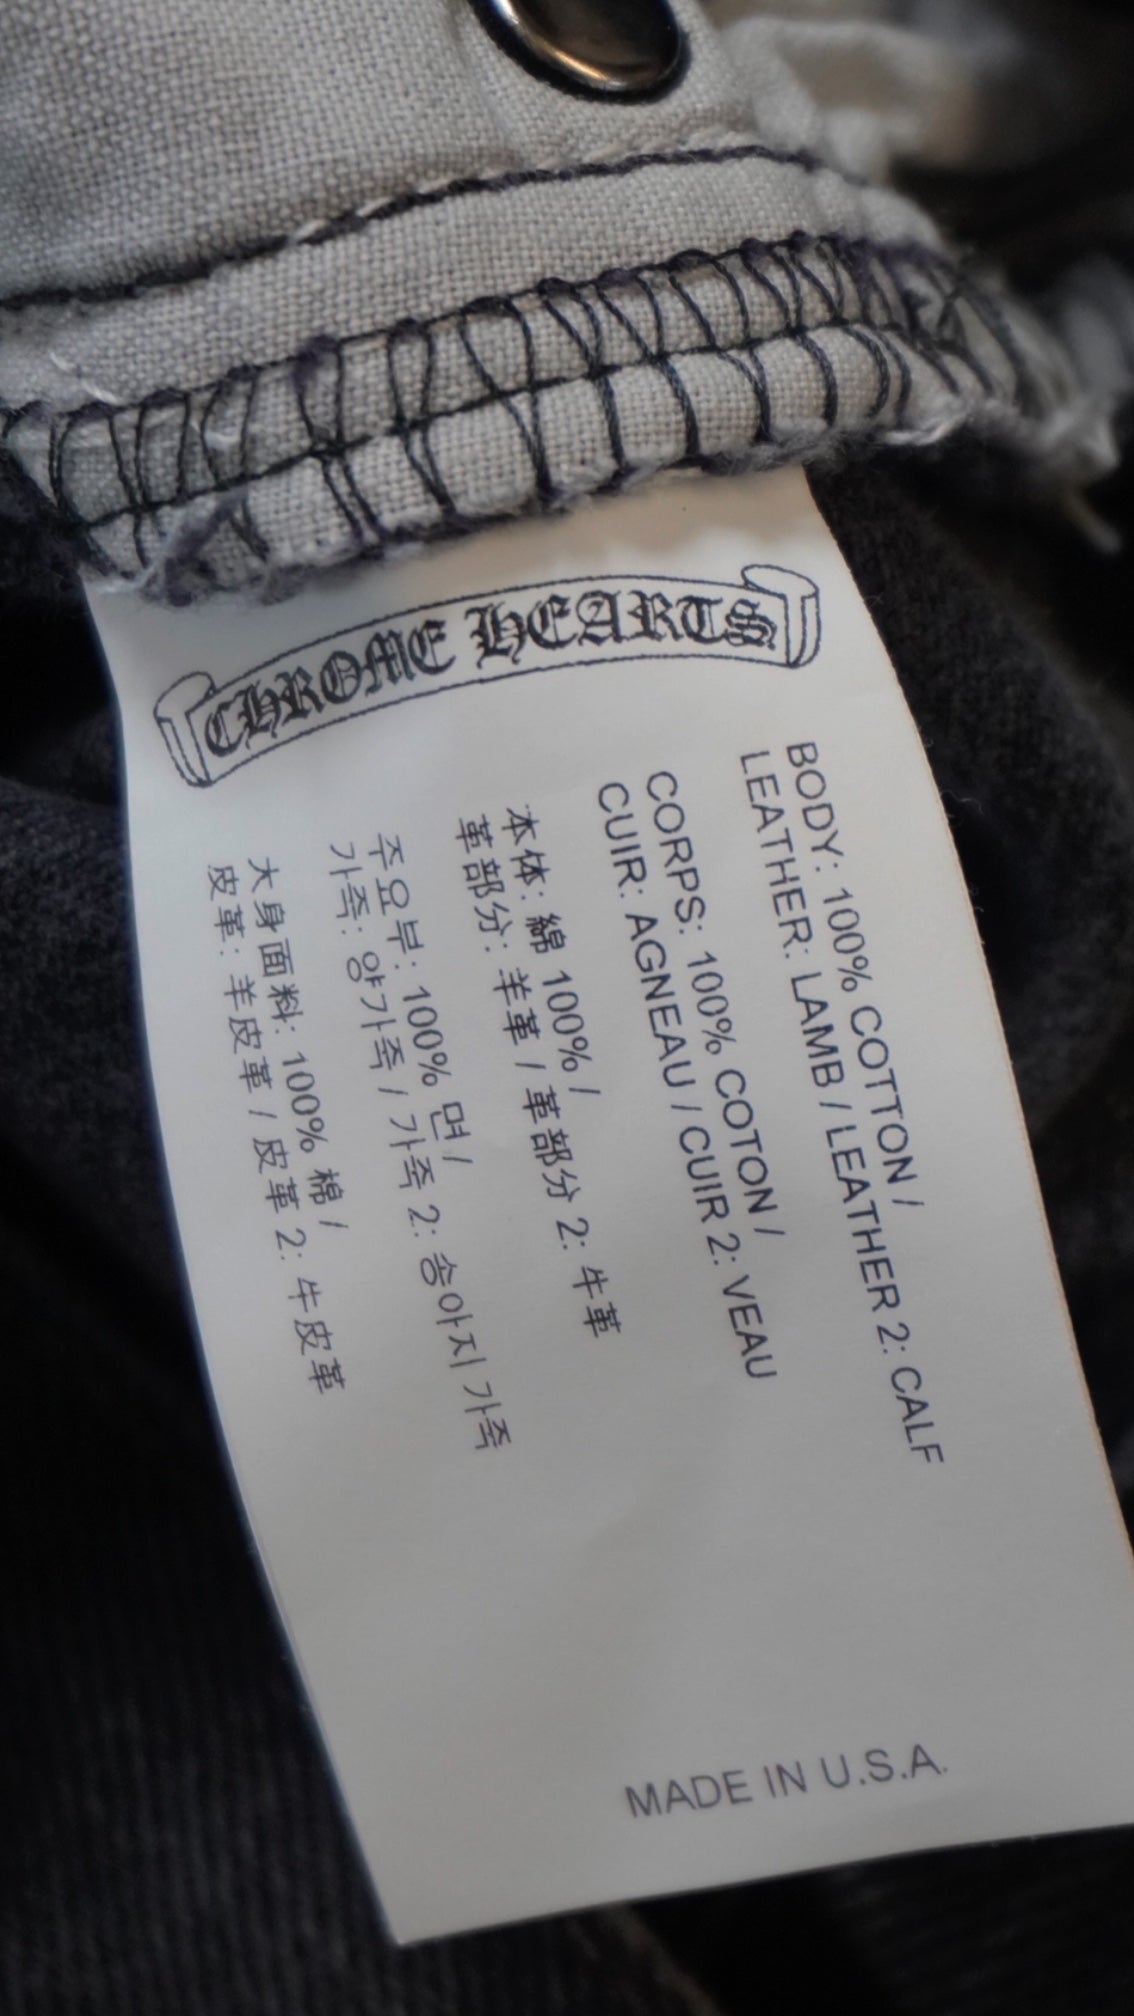 CHROME HEARTS
BODY: 100% COTTON /
LEATHER: LAMB / LEATHER 2: CALF
CORPS: 100% COTON /
CUIR: AGNEAU / CUIR 2: VEAU
本体: 綿 100% /
革部分: 羊革 / 革部分 2: 牛革
주요부: 100% 면 /
가죽: 양가죽 / 가죽 2: 송아지 가죽
大身面料: 100% 棉 /
皮革: 羊皮革 / 皮革 2: 牛皮革
MADE IN U.S.A.